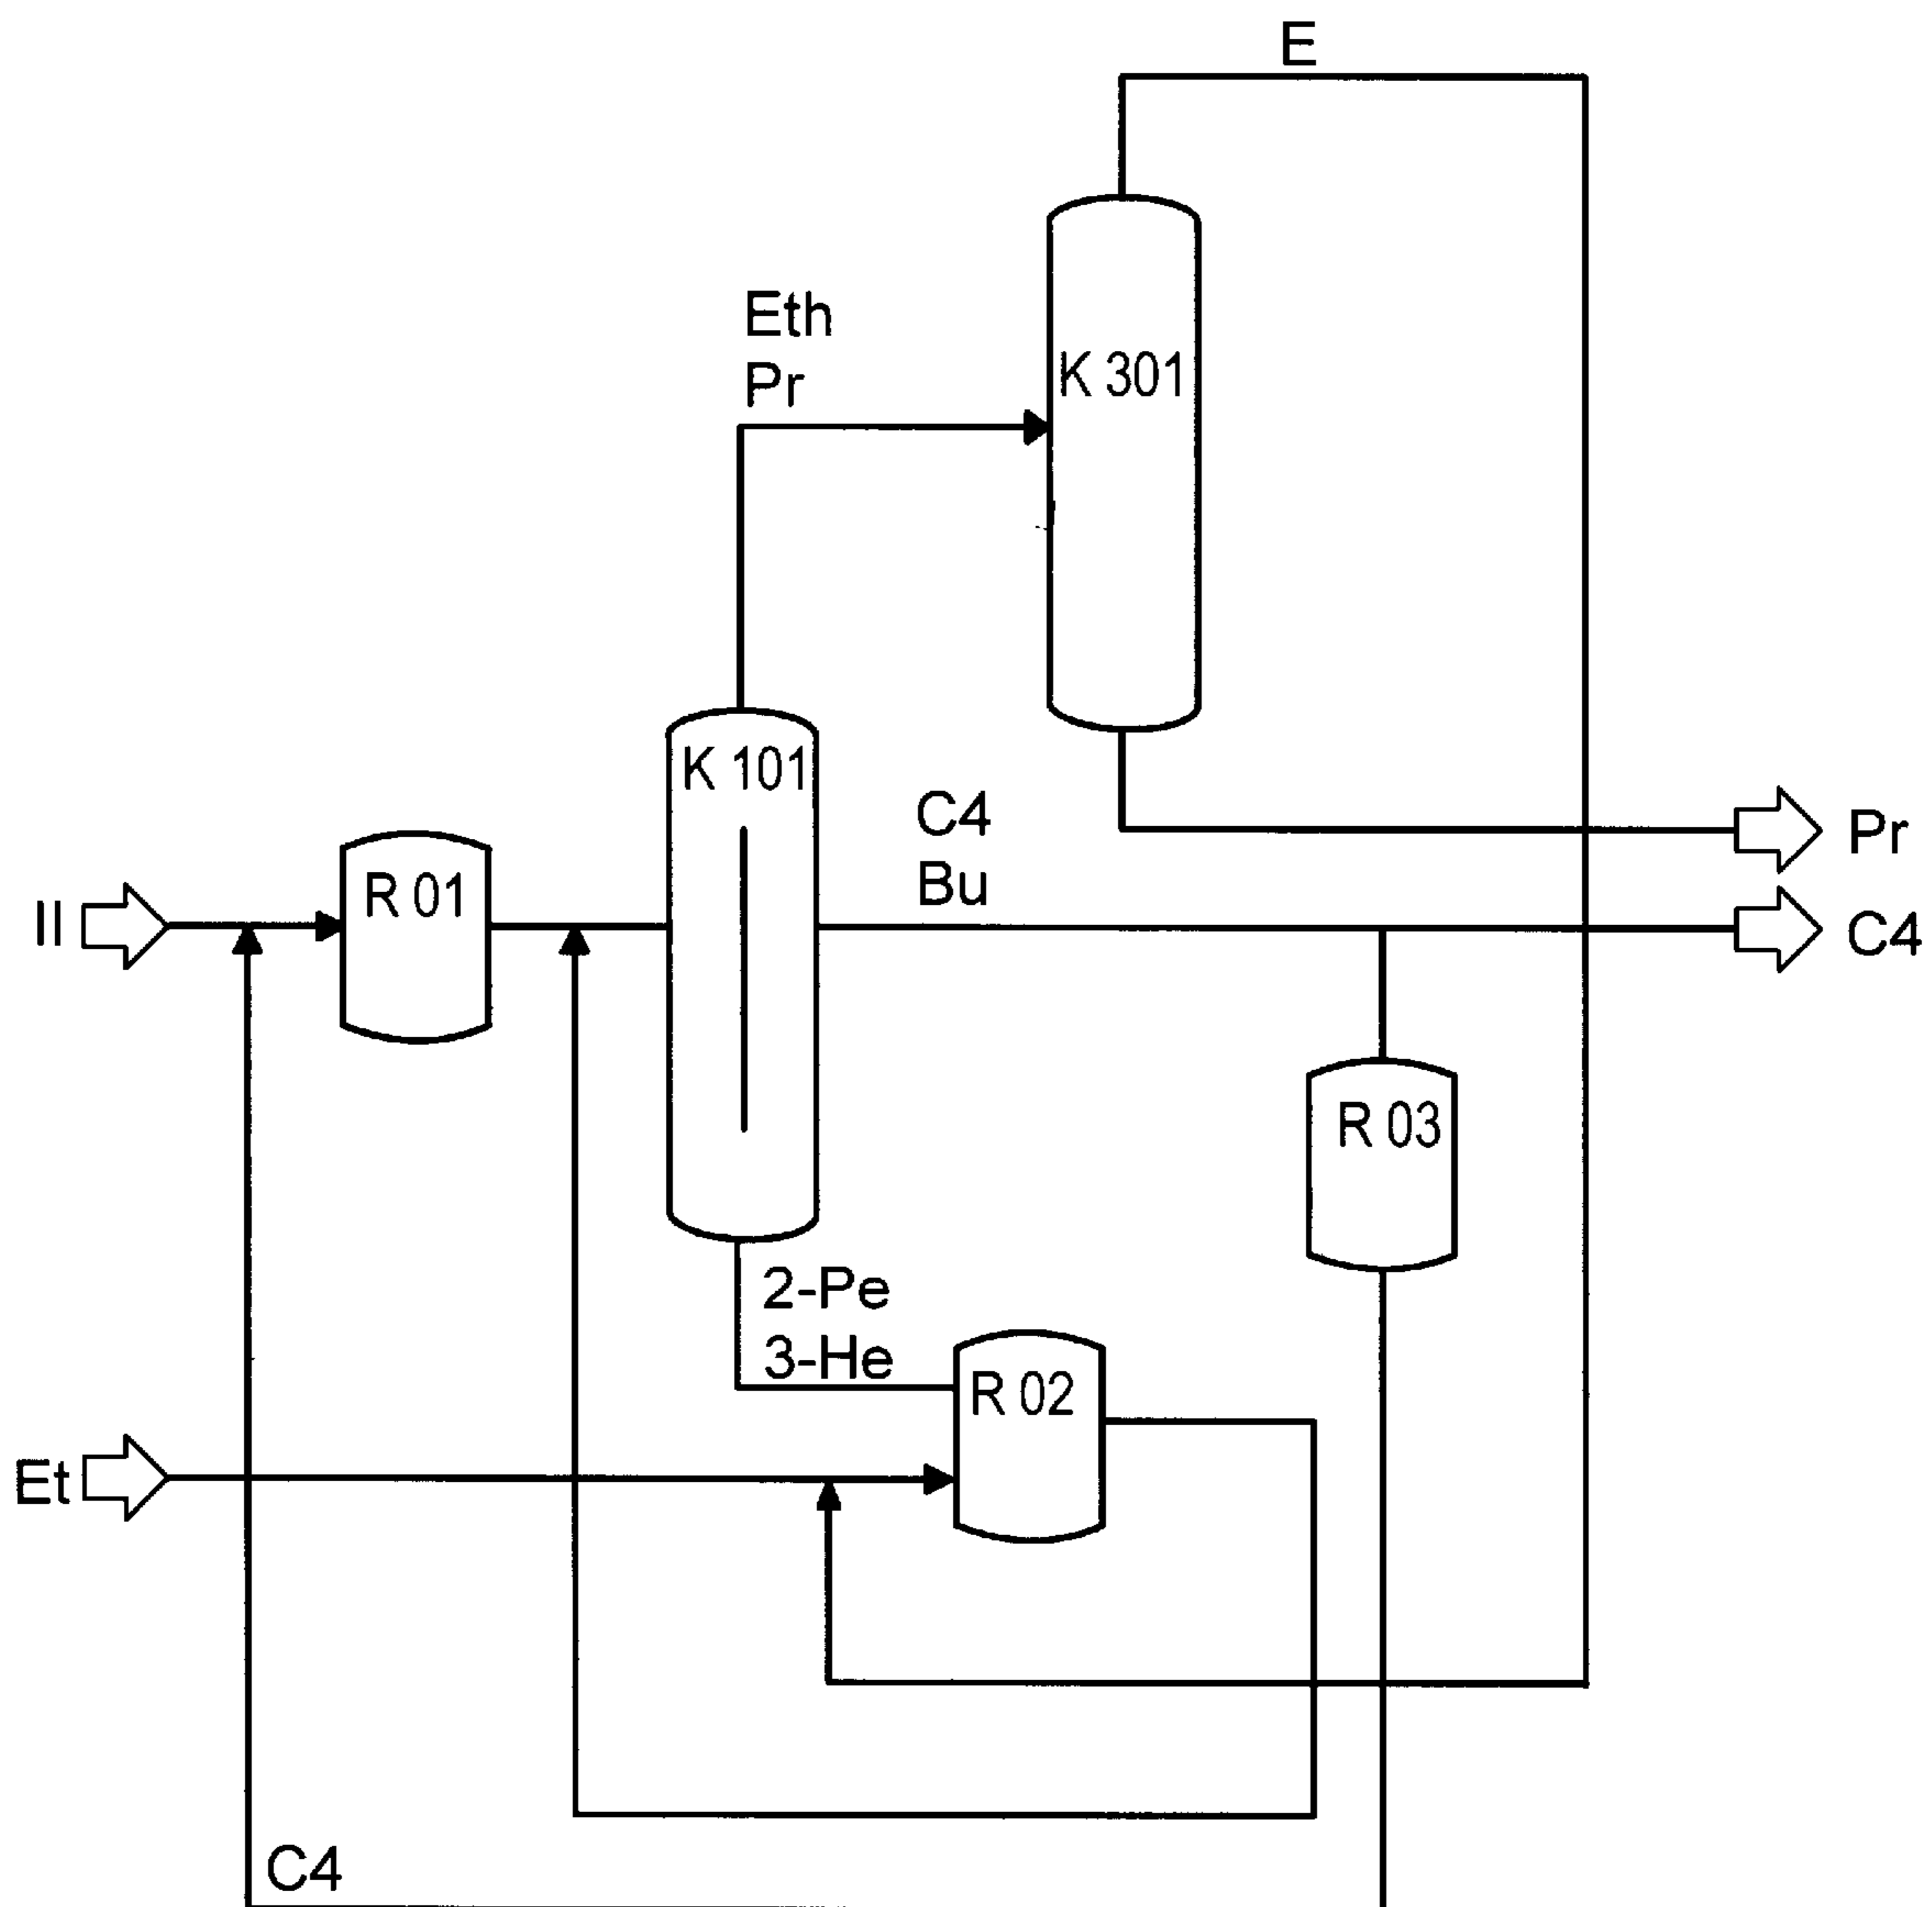 E
Eth
Pr
K 301
K 101
C4
Bu
Pr
R 01
II
C4
R 03
2-Pe
3-He
R 02
Et
C4